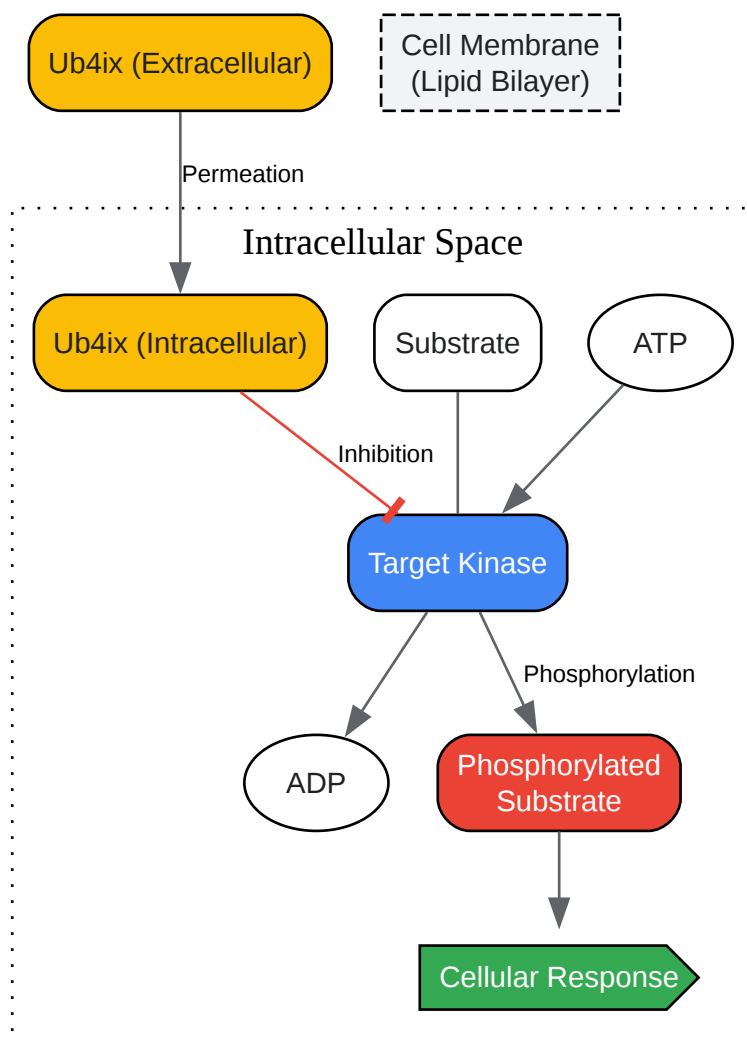 Ub4ix (Extracellular)
Cell Membrane
(Lipid Bilayer)
Permeation
Intracellular Space
Ub4ix (Intracellular)
Substrate
ATP
Inhibition
Target Kinase
Phosphorylation
ADP
Phosphorylated
Substrate
Cellular Response